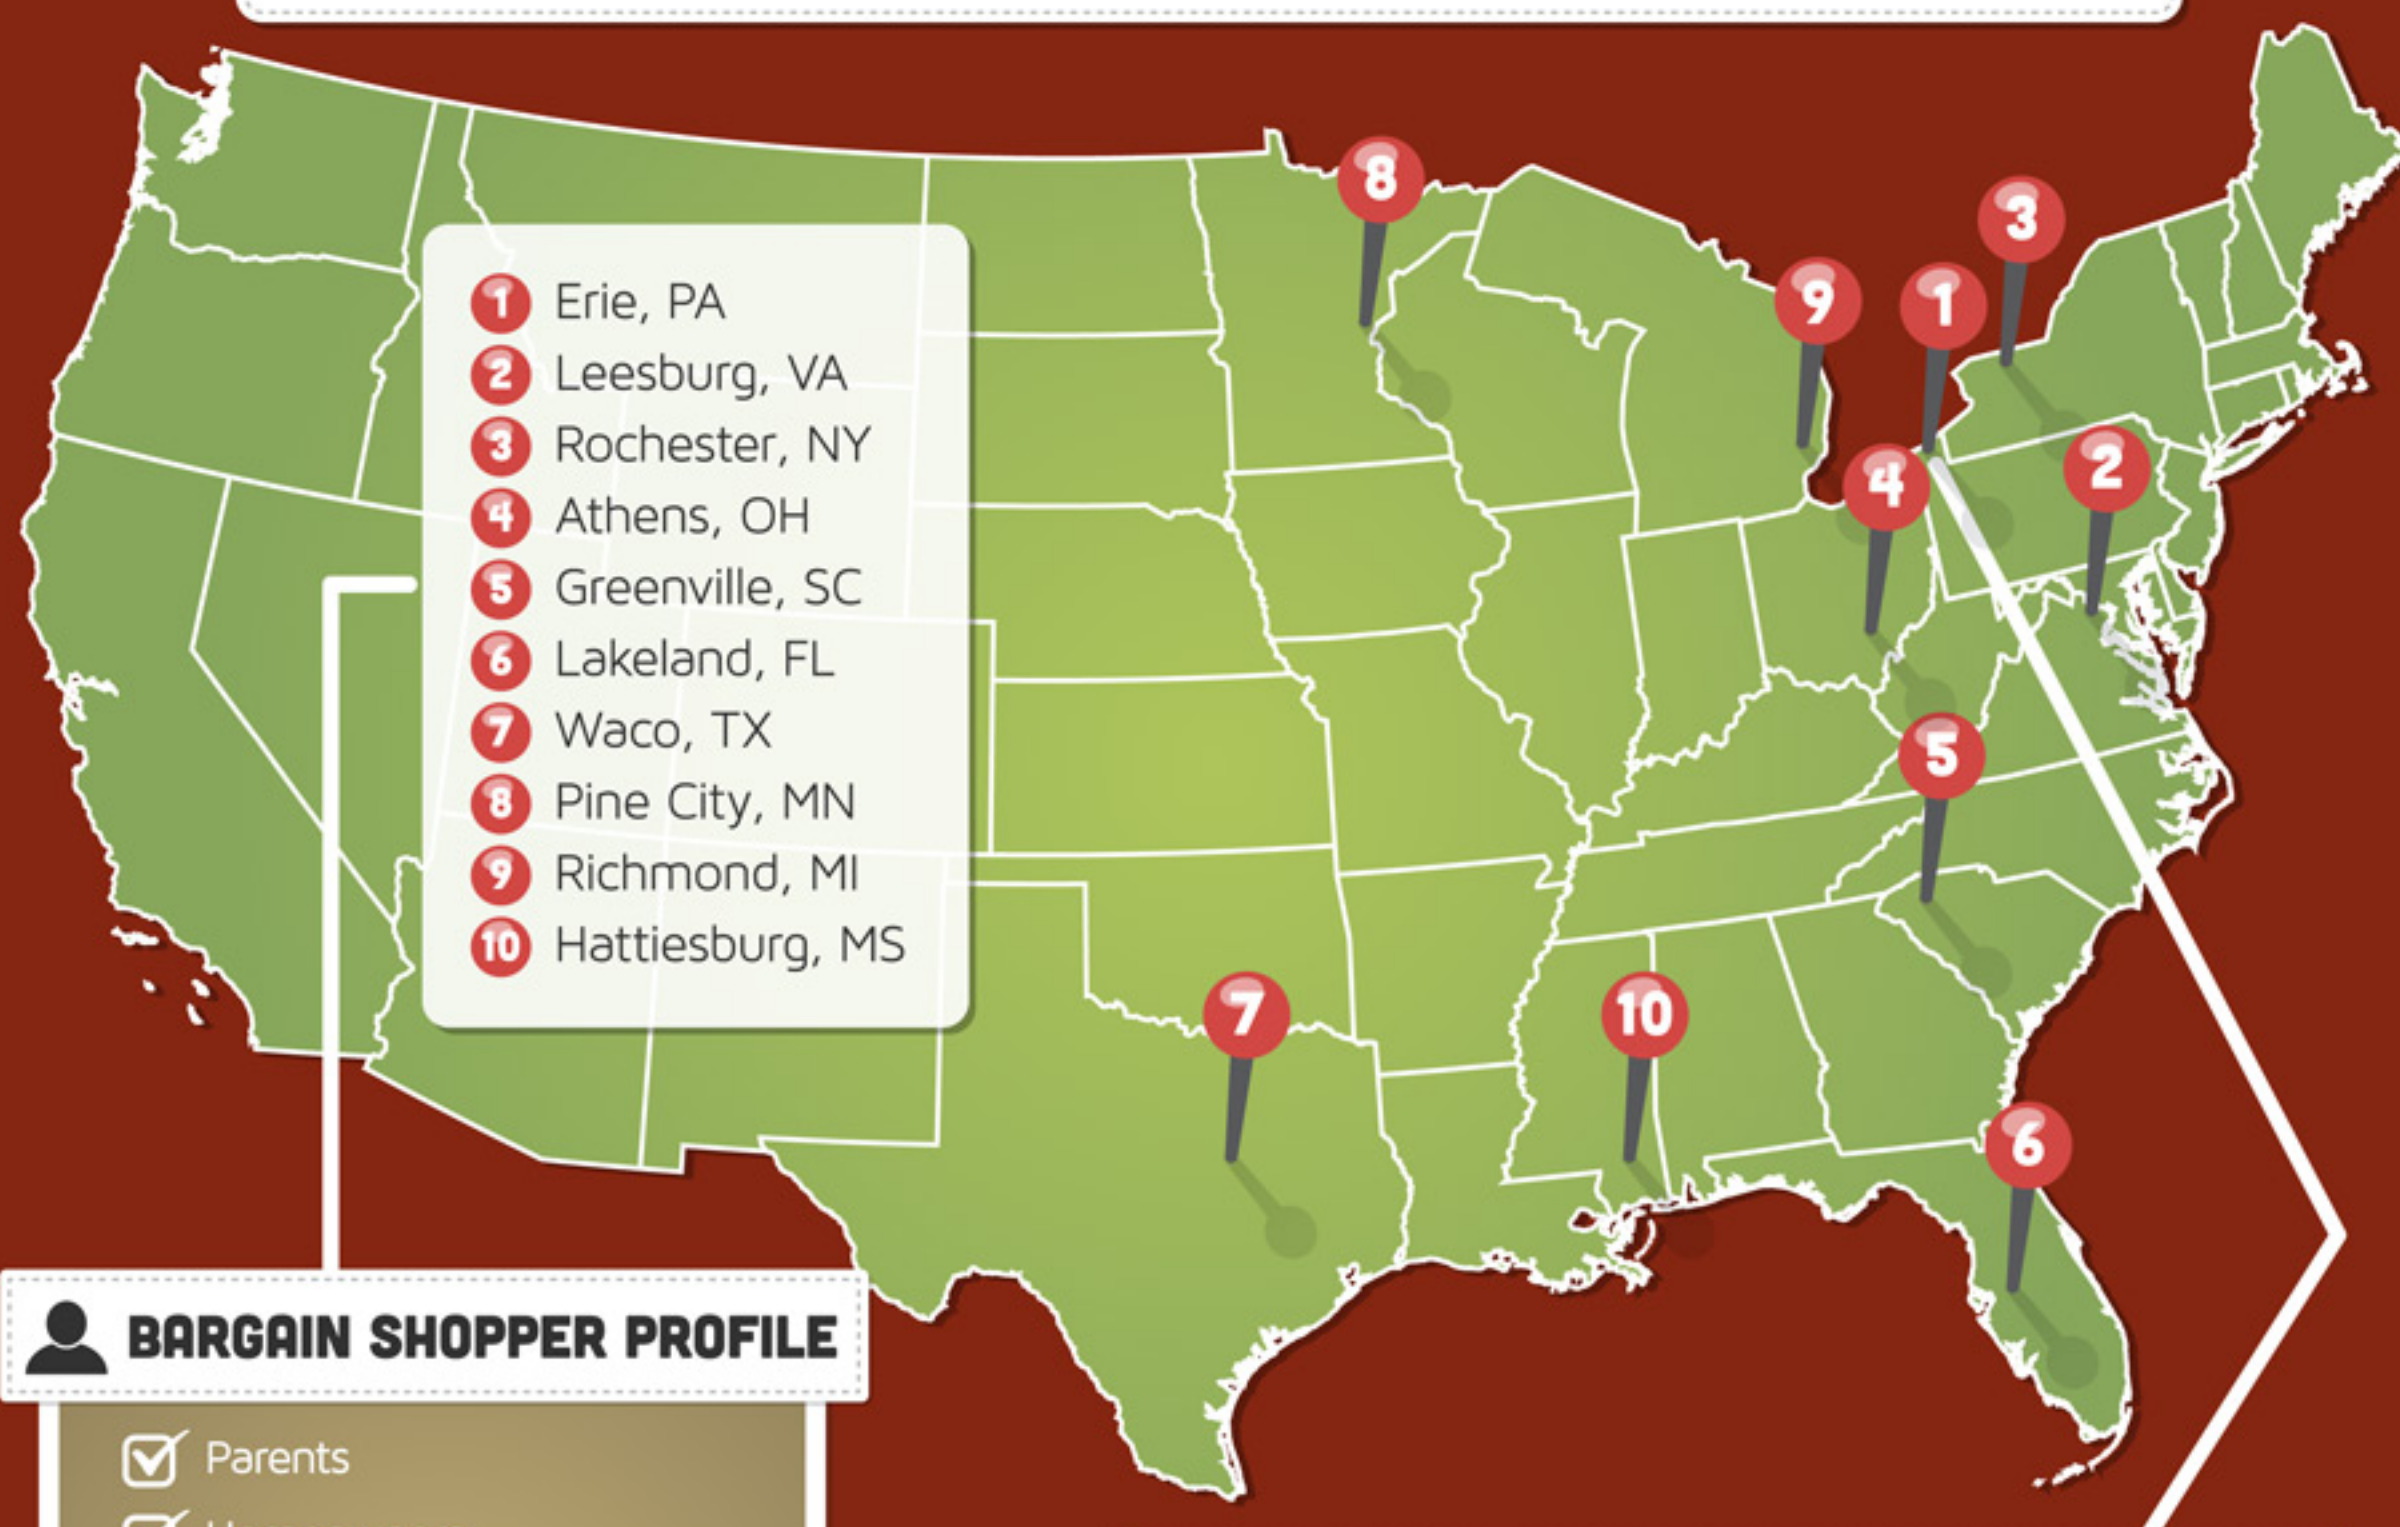 1 Erie, PA
2 Leesburg, VA
3 Rochester, NY
4 Athens, OH
5 Greenville, SC
6 Lakeland, FL
7 Waco, TX
8 Pine City, MN
9 Richmond, MI
10 Hattiesburg, MS
8
3
9
1
2
4
5
7
10
6
BARGAIN SHOPPER PROFILE
Parents